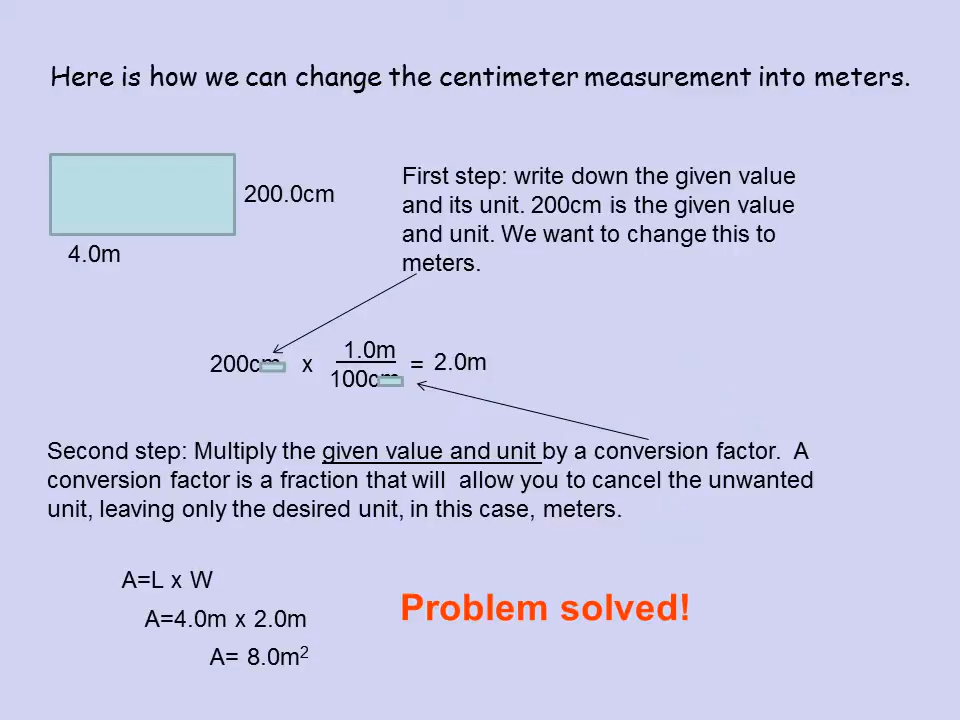 Here is how we can change the centimeter measurement into meters.
200.0cm
4.0m
First step: write down the given value
and its unit. 200cm is the given value
and unit. We want to change this to
meters.
200cm x 1.0m = 2.0m
100cm
Second step: Multiply the given value and unit by a conversion factor. A
conversion factor is a fraction that will allow you to cancel the unwanted
unit, leaving only the desired unit, in this case, meters.
A=L x W
A=4.0m x 2.0m
A= 8.0m²
Problem solved!